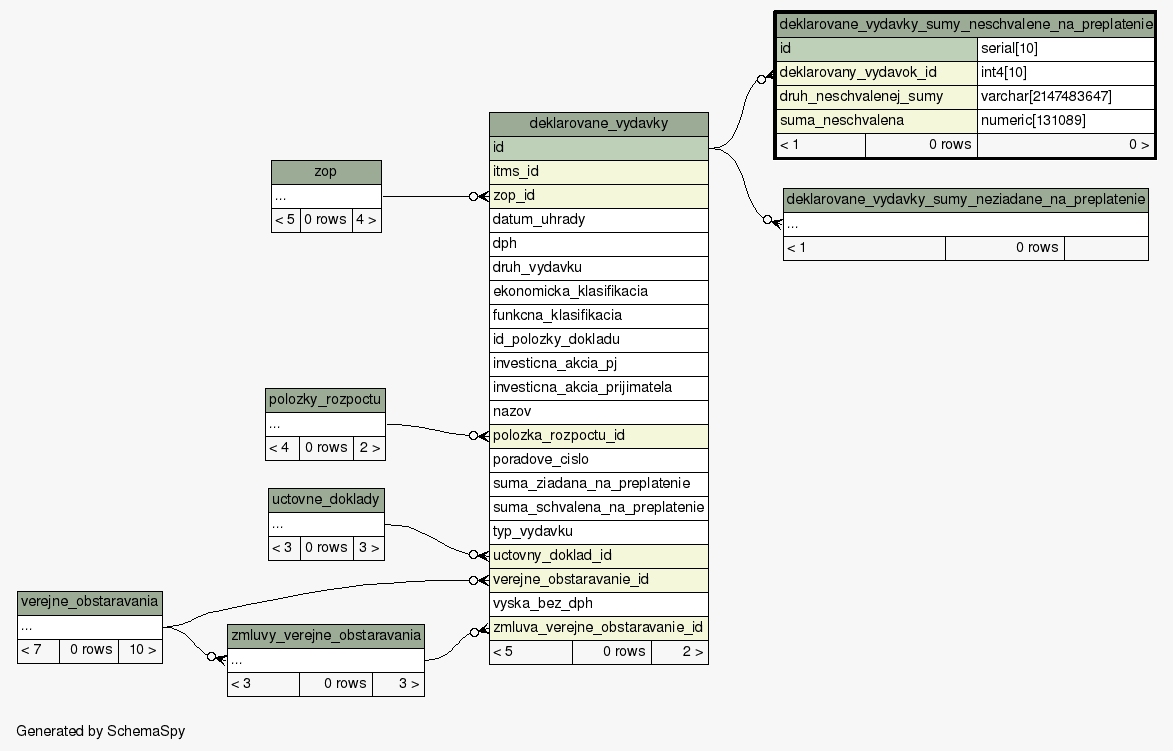 deklarovane_vydavky_sumy_neschvalene_na_preplatenie
id serial[10]
deklarovany_vydavok_id int4[10]
druh_neschvalenej_sumy varchar[2147483647]
suma_neschvalena numeric[131089]
< 1 0 rows 0 >
deklarovane_vydavky
id
itms_id
zop_id
datum_uhrady
dph
druh_vydavku
ekonomicka_klasifikacia
funkcna_klasifikacia
id_polozky_dokladu
investicna_akcia_pj
investicna_akcia_prijimatela
nazov
polozka_rozpoctu_id
poradove_cislo
suma_ziadana_na_preplatenie
suma_schvalena_na_preplatenie
typ_vydavku
uctovny_doklad_id
verejne_obstaravanie_id
vyska_bez_dph
zmluva_verejne_obstaravanie_id
< 5 0 rows 2 >
zop
...
< 5 0 rows 4 >
deklarovane_vydavky_sumy_neziadane_na_preplatenie
...
< 1 0 rows
polozky_rozpoctu
...
< 4 0 rows 2 >
uctovne_doklady
...
< 3 0 rows 3 >
verejne_obstaravania
...
< 7 0 rows 10 >
zmluvy_verejne_obstaravania
...
< 3 0 rows 3 >
Generated by SchemaSpy